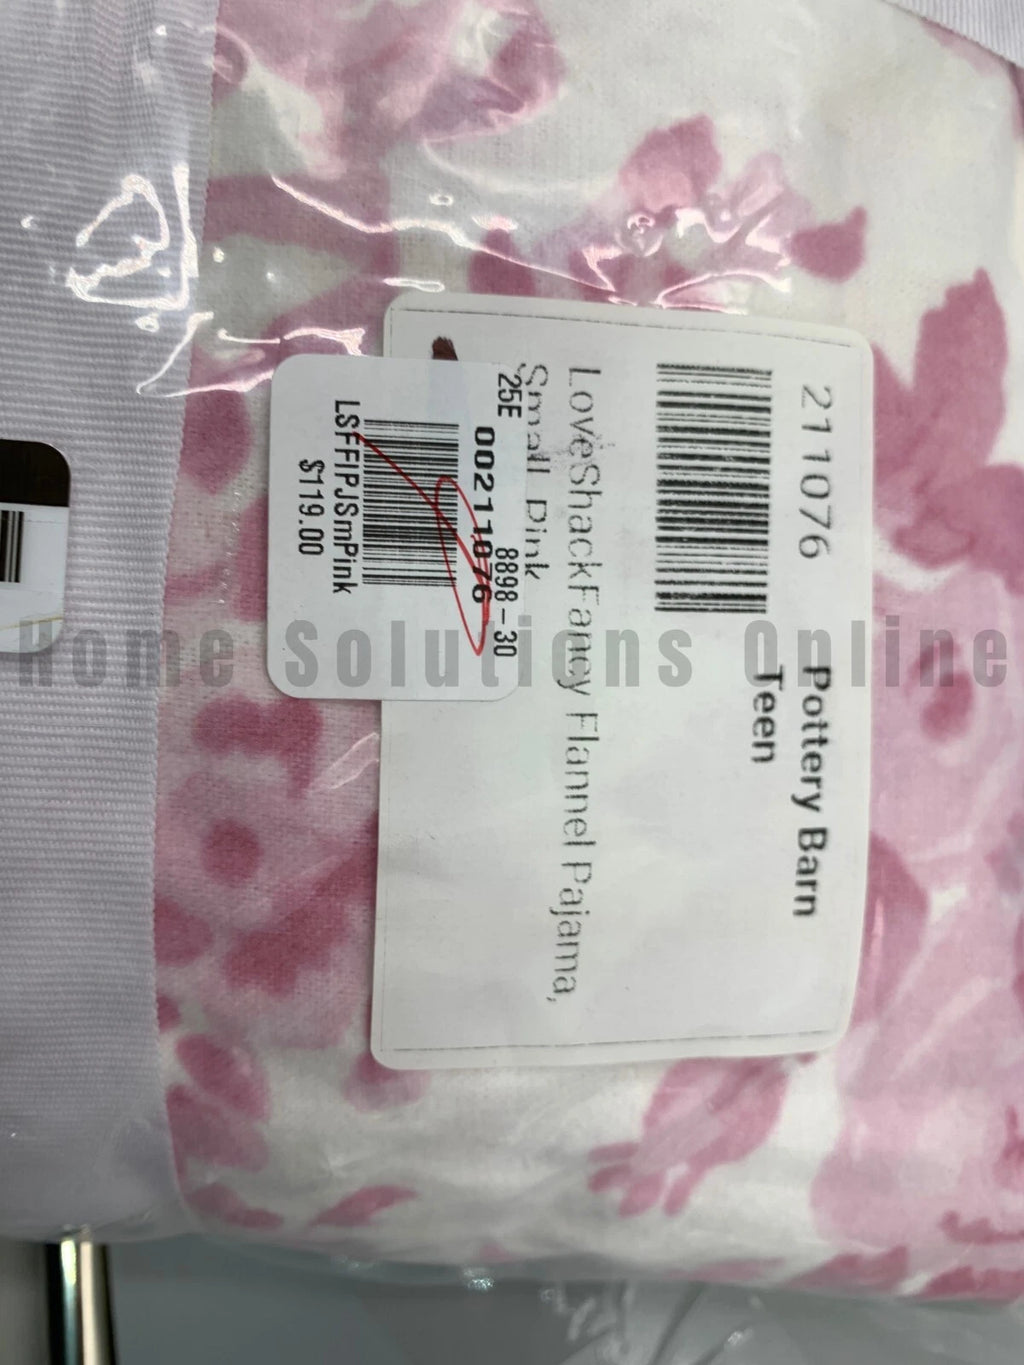 211076
Pottery Barn
Teen
LoveShackFancy Flannel Pajama,
Small Pink
25E
8898-30
00211076
LSFFlPJSmPink
$119.00
Home Solutions Online